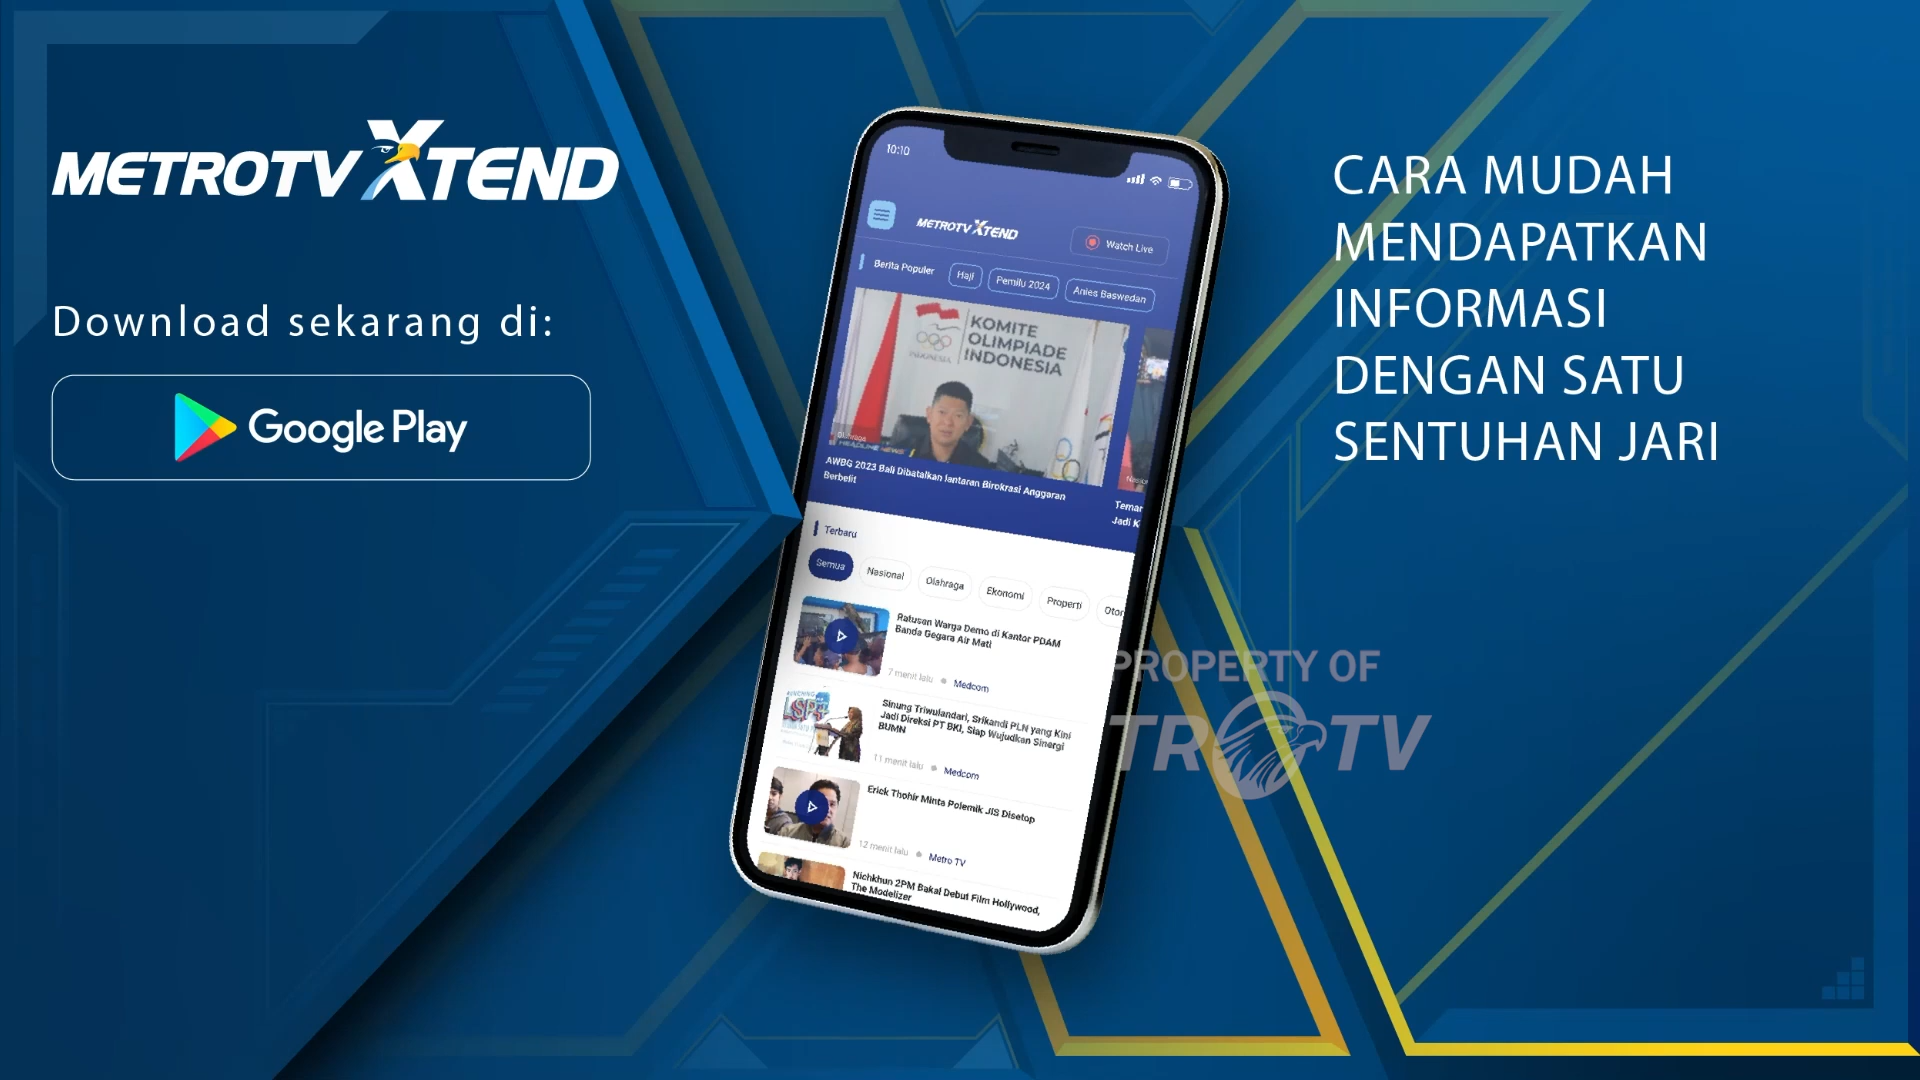 METROTV XTEND
Download sekarang di:
Google Play
10:10
METROTV XTEND
Watch Live
Berita Populer
Haji
Pemilu 2024
Anies Baswedan
KOMITE
OLIMPIADE
INDONESIA
INDONESIA
Olahraga
HEADLINE NEWS
AWBG 2023 Bali Dibatalkan lantaran Birokrasi Anggaran
Berbelit
Terbaru
Semua
Nasional
Olahraga
Ekonomi
Properti
Ratusan Warga Demo di Kantor PDAM
Banda Gegara Air Mati
7 menit lalu
Medcom
Sinung Triwulandari, Srikandi PLN yang Kini
Jadi Direksi PT BKI, Siap Wujudkan Sinergi
BUMN
11 menit lalu
Medcom
Erick Thohir Minta Polemik JIS Disetop
12 menit lalu
Metro TV
Nichkhun 2PM Bakal Debut Film Hollywood,
The Modelizer
CARA MUDAH
MENDAPATKAN
INFORMASI
DENGAN SATU
SENTUHAN JARI
PROPERTY OF
TROTV